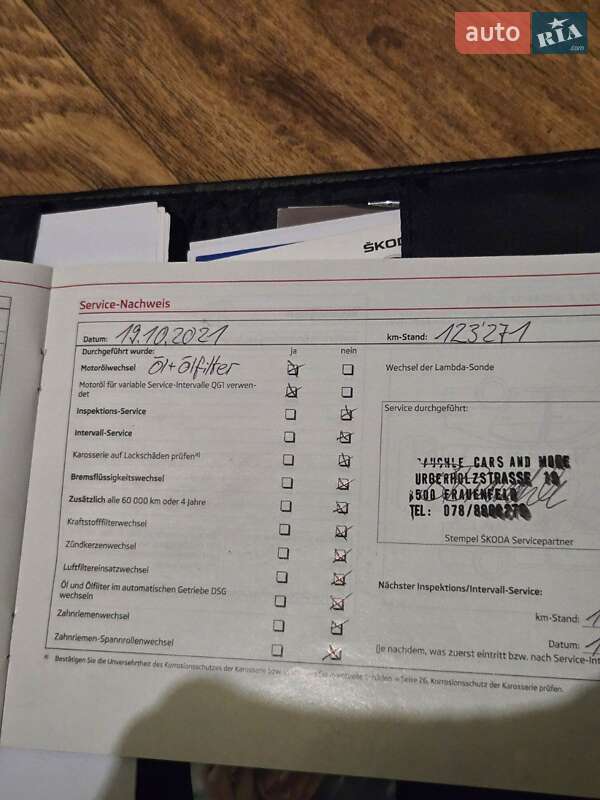 auto RIA .com
ŠKOD
Service-Nachweis
Datum: 19.10.2021 km-Stand: 123'271
Durchgeführt wurde: ja nein
Motorölwechsel Öl+Ölfilter
Motoröl für variable Service-Intervalle QG1 verwen-
det
Inspektions-Service
Intervall-Service
Karosserie auf Lackschäden prüfen a)
Bremsflüssigkeitswechsel
Zusätzlich alle 60 000 km oder 4 Jahre
Kraftstofffilterwechsel
Zündkerzenwechsel
Luftfiltereinsatzwechsel
Öl und Ölfilter im automatischen Getriebe DSG
wechseln
Zahnriemenwechsel
Zahnriemen-Spannrollenwechsel
a) Bestätigen Sie die Unversehrtheit des Korrosionsschutzes der Karosserie Seite 26, Korrosionsschutz der Karosserie prüfen.
Wechsel der Lambda-Sonde
Service durchgeführt:
CARS AND MORE
FRAUENFELD
TEL: 078/
Stempel ŠKODA Servicepartner
Nächster Inspektions/Intervall-Service:
km-Stand: 1
Datum: 1
(je nachdem, was zuerst eintritt bzw. nach Service-Int